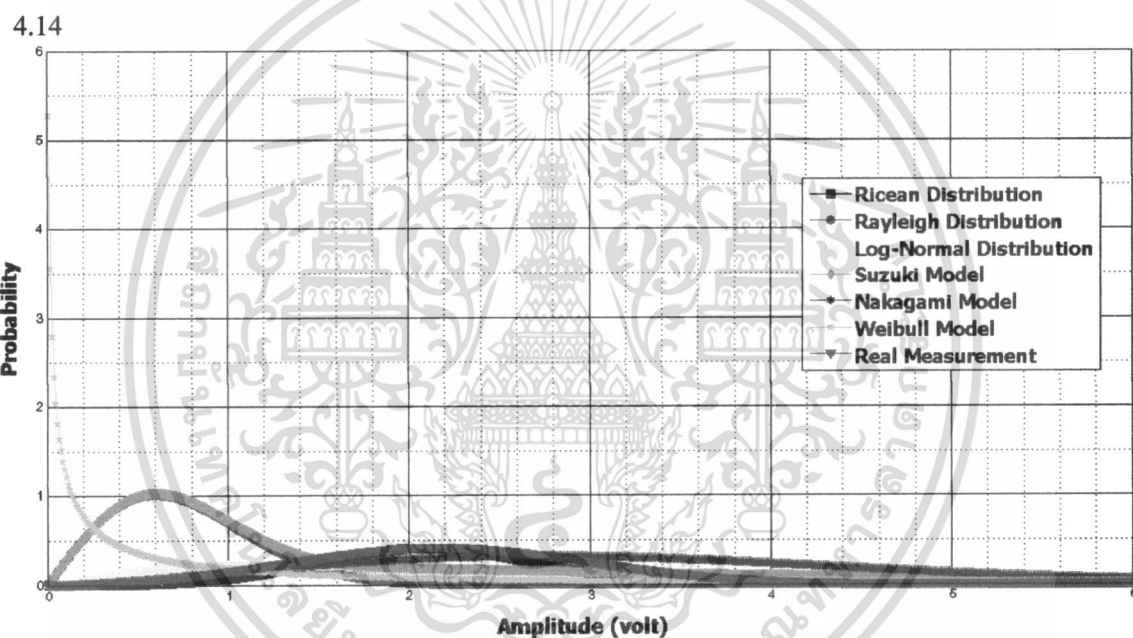 4.14
6
5
4
3
2
1
0
Probability
Ricean Distribution
Rayleigh Distribution
Log-Normal Distribution
Suzuki Model
Nakagami Model
Weibull Model
Real Measurement
0 1 2 3 4 5 6
Amplitude (volt)